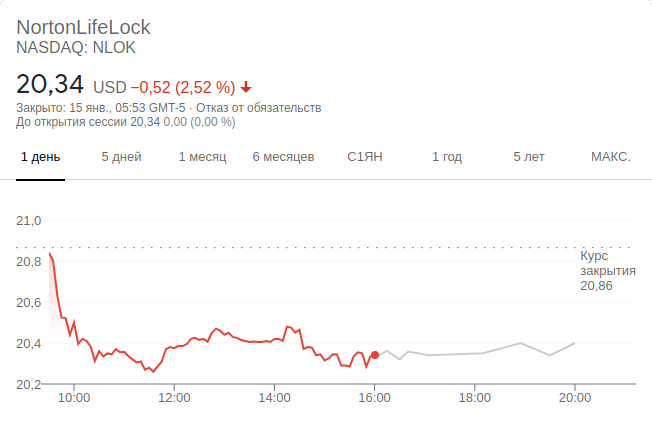 NortonLifeLock
NASDAQ: NLOK
20,34 USD −0,52 (2,52 %)
Закрыто: 15 янв., 05:53 GMT-5 · Отказ от обязательств
До открытия сессии 20,34 0,00 (0,00 %)
1 день 5 дней 1 месяц 6 месяцев С1ЯН 1 год 5 лет МАКС.
21,0
20,8
20,6
20,4
20,2
Курс
закрытия
20,86
10:00 12:00 14:00 16:00 18:00 20:00